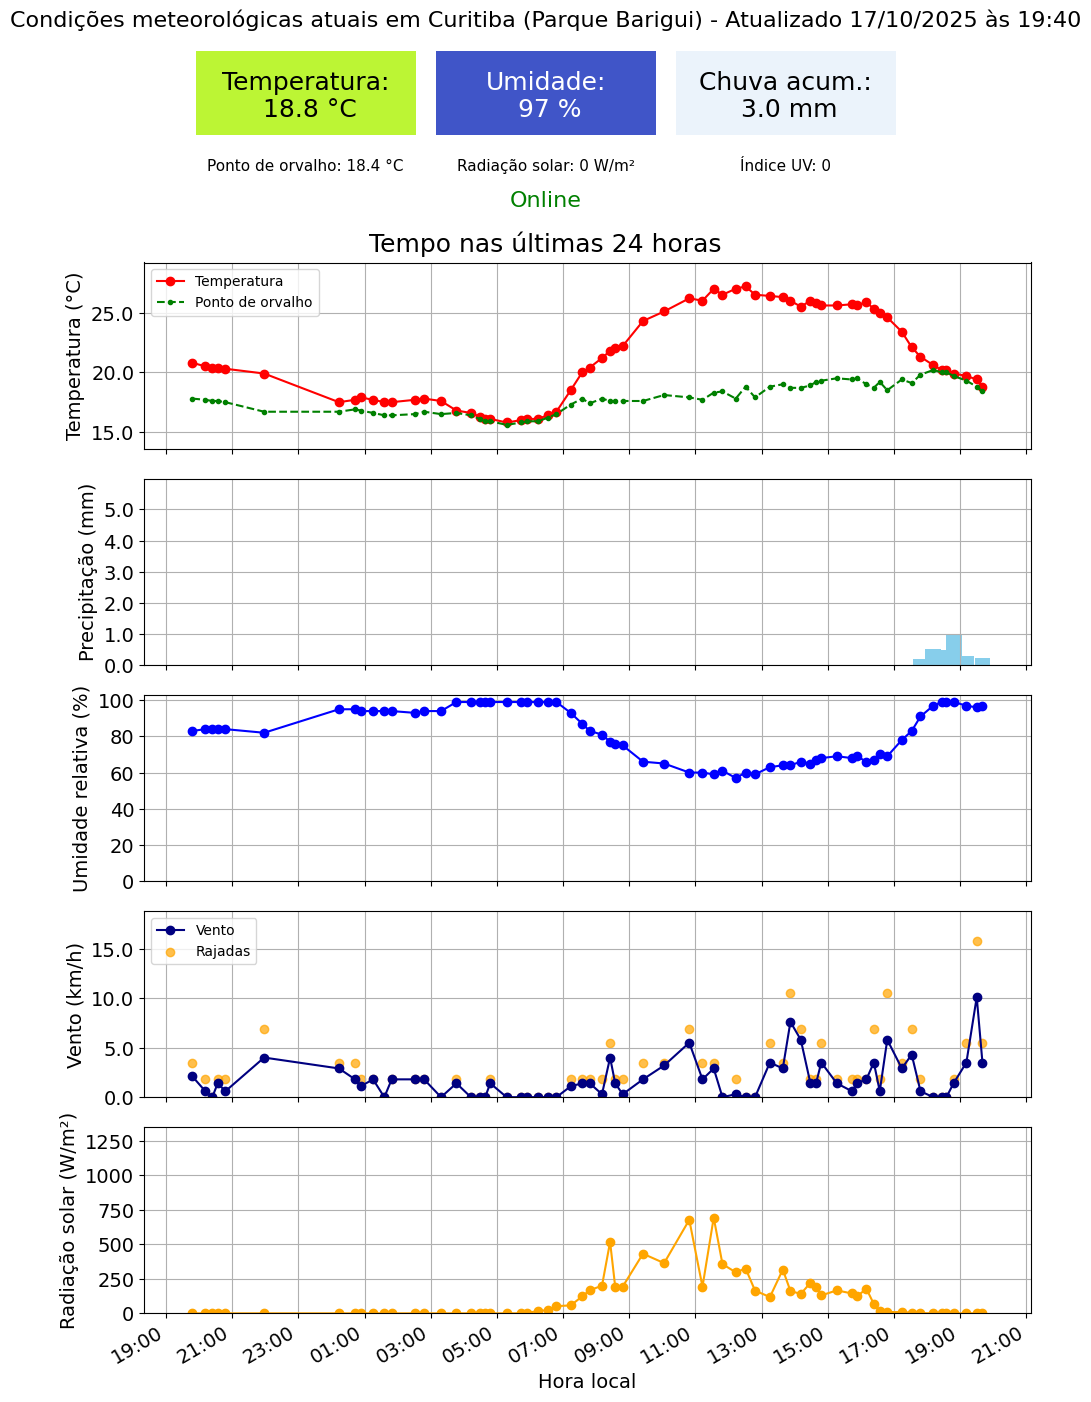 Condições meteorológicas atuais em Curitiba (Parque Barigui) - Atualizado 17/10/2025 às 19:40
Temperatura:
18.8 °C
Umidade:
97 %
Chuva acum.:
3.0 mm
Ponto de orvalho: 18.4 °C
Radiação solar: 0 W/m²
Índice UV: 0
Online
Tempo nas últimas 24 horas
Temperatura (°C)
25.0
20.0
15.0
Temperatura
Ponto de orvalho
Precipitação (mm)
5.0
4.0
3.0
2.0
1.0
0.0
Umidade relativa (%)
100
80
60
40
20
0
Vento (km/h)
15.0
10.0
5.0
0.0
Vento
Rajadas
Radiação solar (W/m²)
1250
1000
750
500
250
0
19:00
21:00
23:00
01:00
03:00
05:00
07:00
09:00
11:00
13:00
15:00
17:00
19:00
21:00
Hora local